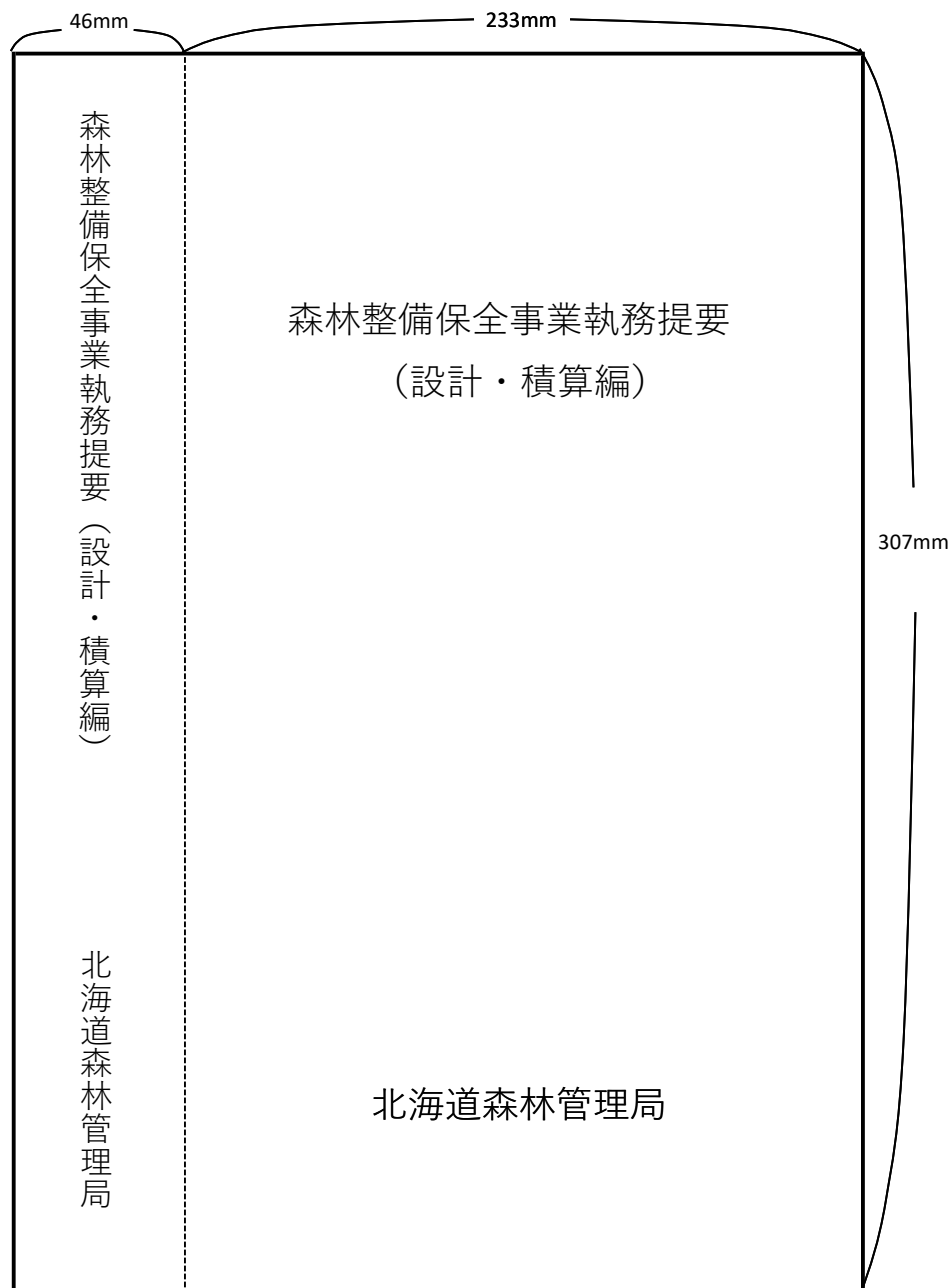 46mm
233mm
森林整備保全事業執務提要（設計・積算編）
北海道森林管理局
森林整備保全事業執務提要
（設計・積算編）
307mm
北海道森林管理局